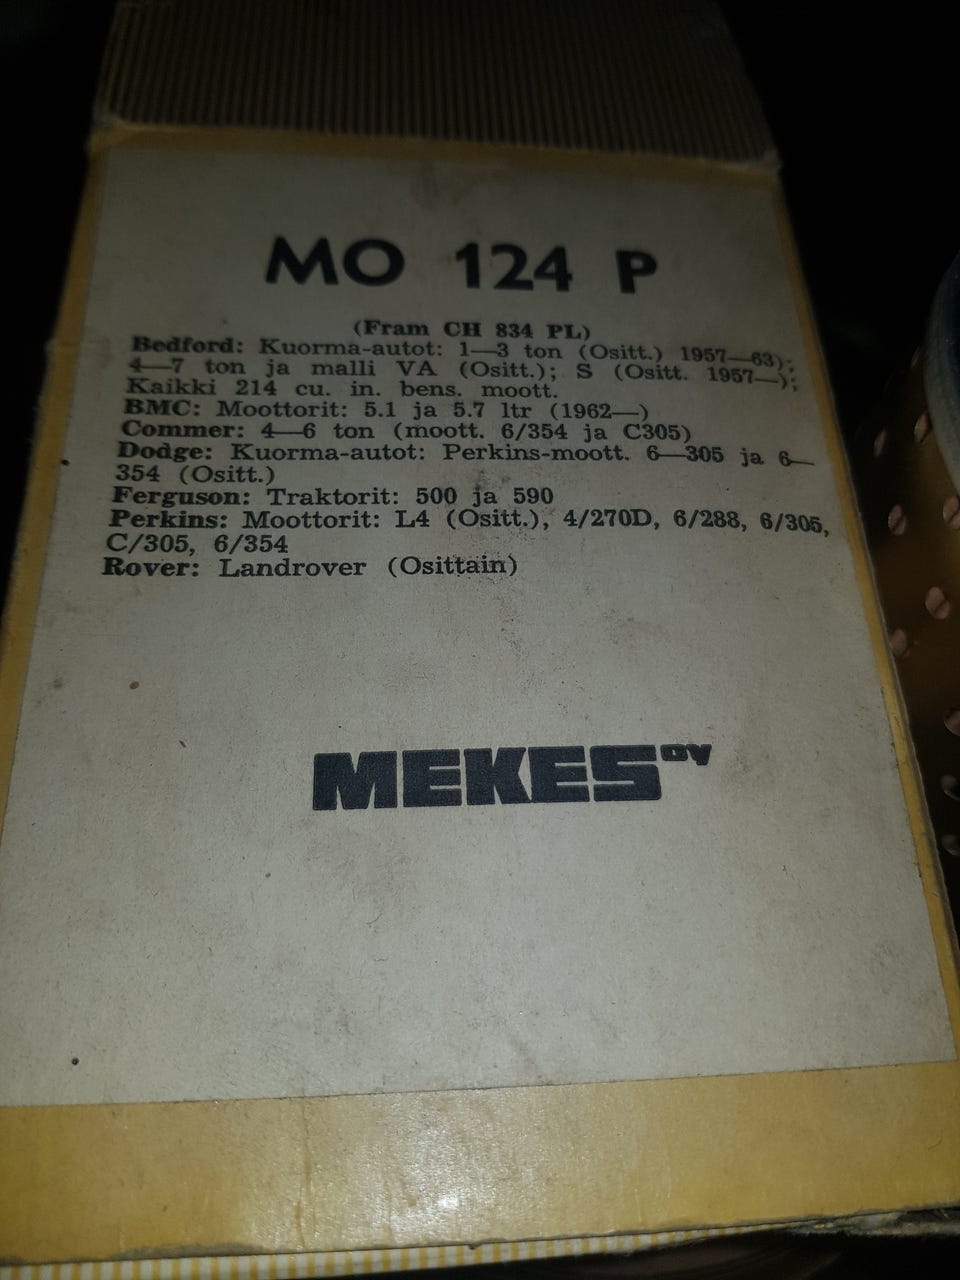 MO 124 P
(Fram CH 834 PL)
Bedford: Kuorma-autot: 1—3 ton (Ositt.) 1957—63);
4—7 ton ja malli VA (Ositt.); S (Ositt. 1957—);
Kaikki 214 cu. in. bens. moott.
BMC: Moottorit: 5.1 ja 5.7 ltr (1962—)
Commer: 4—6 ton (moott. 6/354 ja C305)
Dodge: Kuorma-autot: Perkins-moott. 6—305 ja 6—
354 (Ositt.)
Ferguson: Traktorit: 500 ja 590
Perkins: Moottorit: L4 (Ositt.), 4/270D, 6/288, 6/305,
C/305, 6/354
Rover: Landrover (Osittain)
MEKES OY